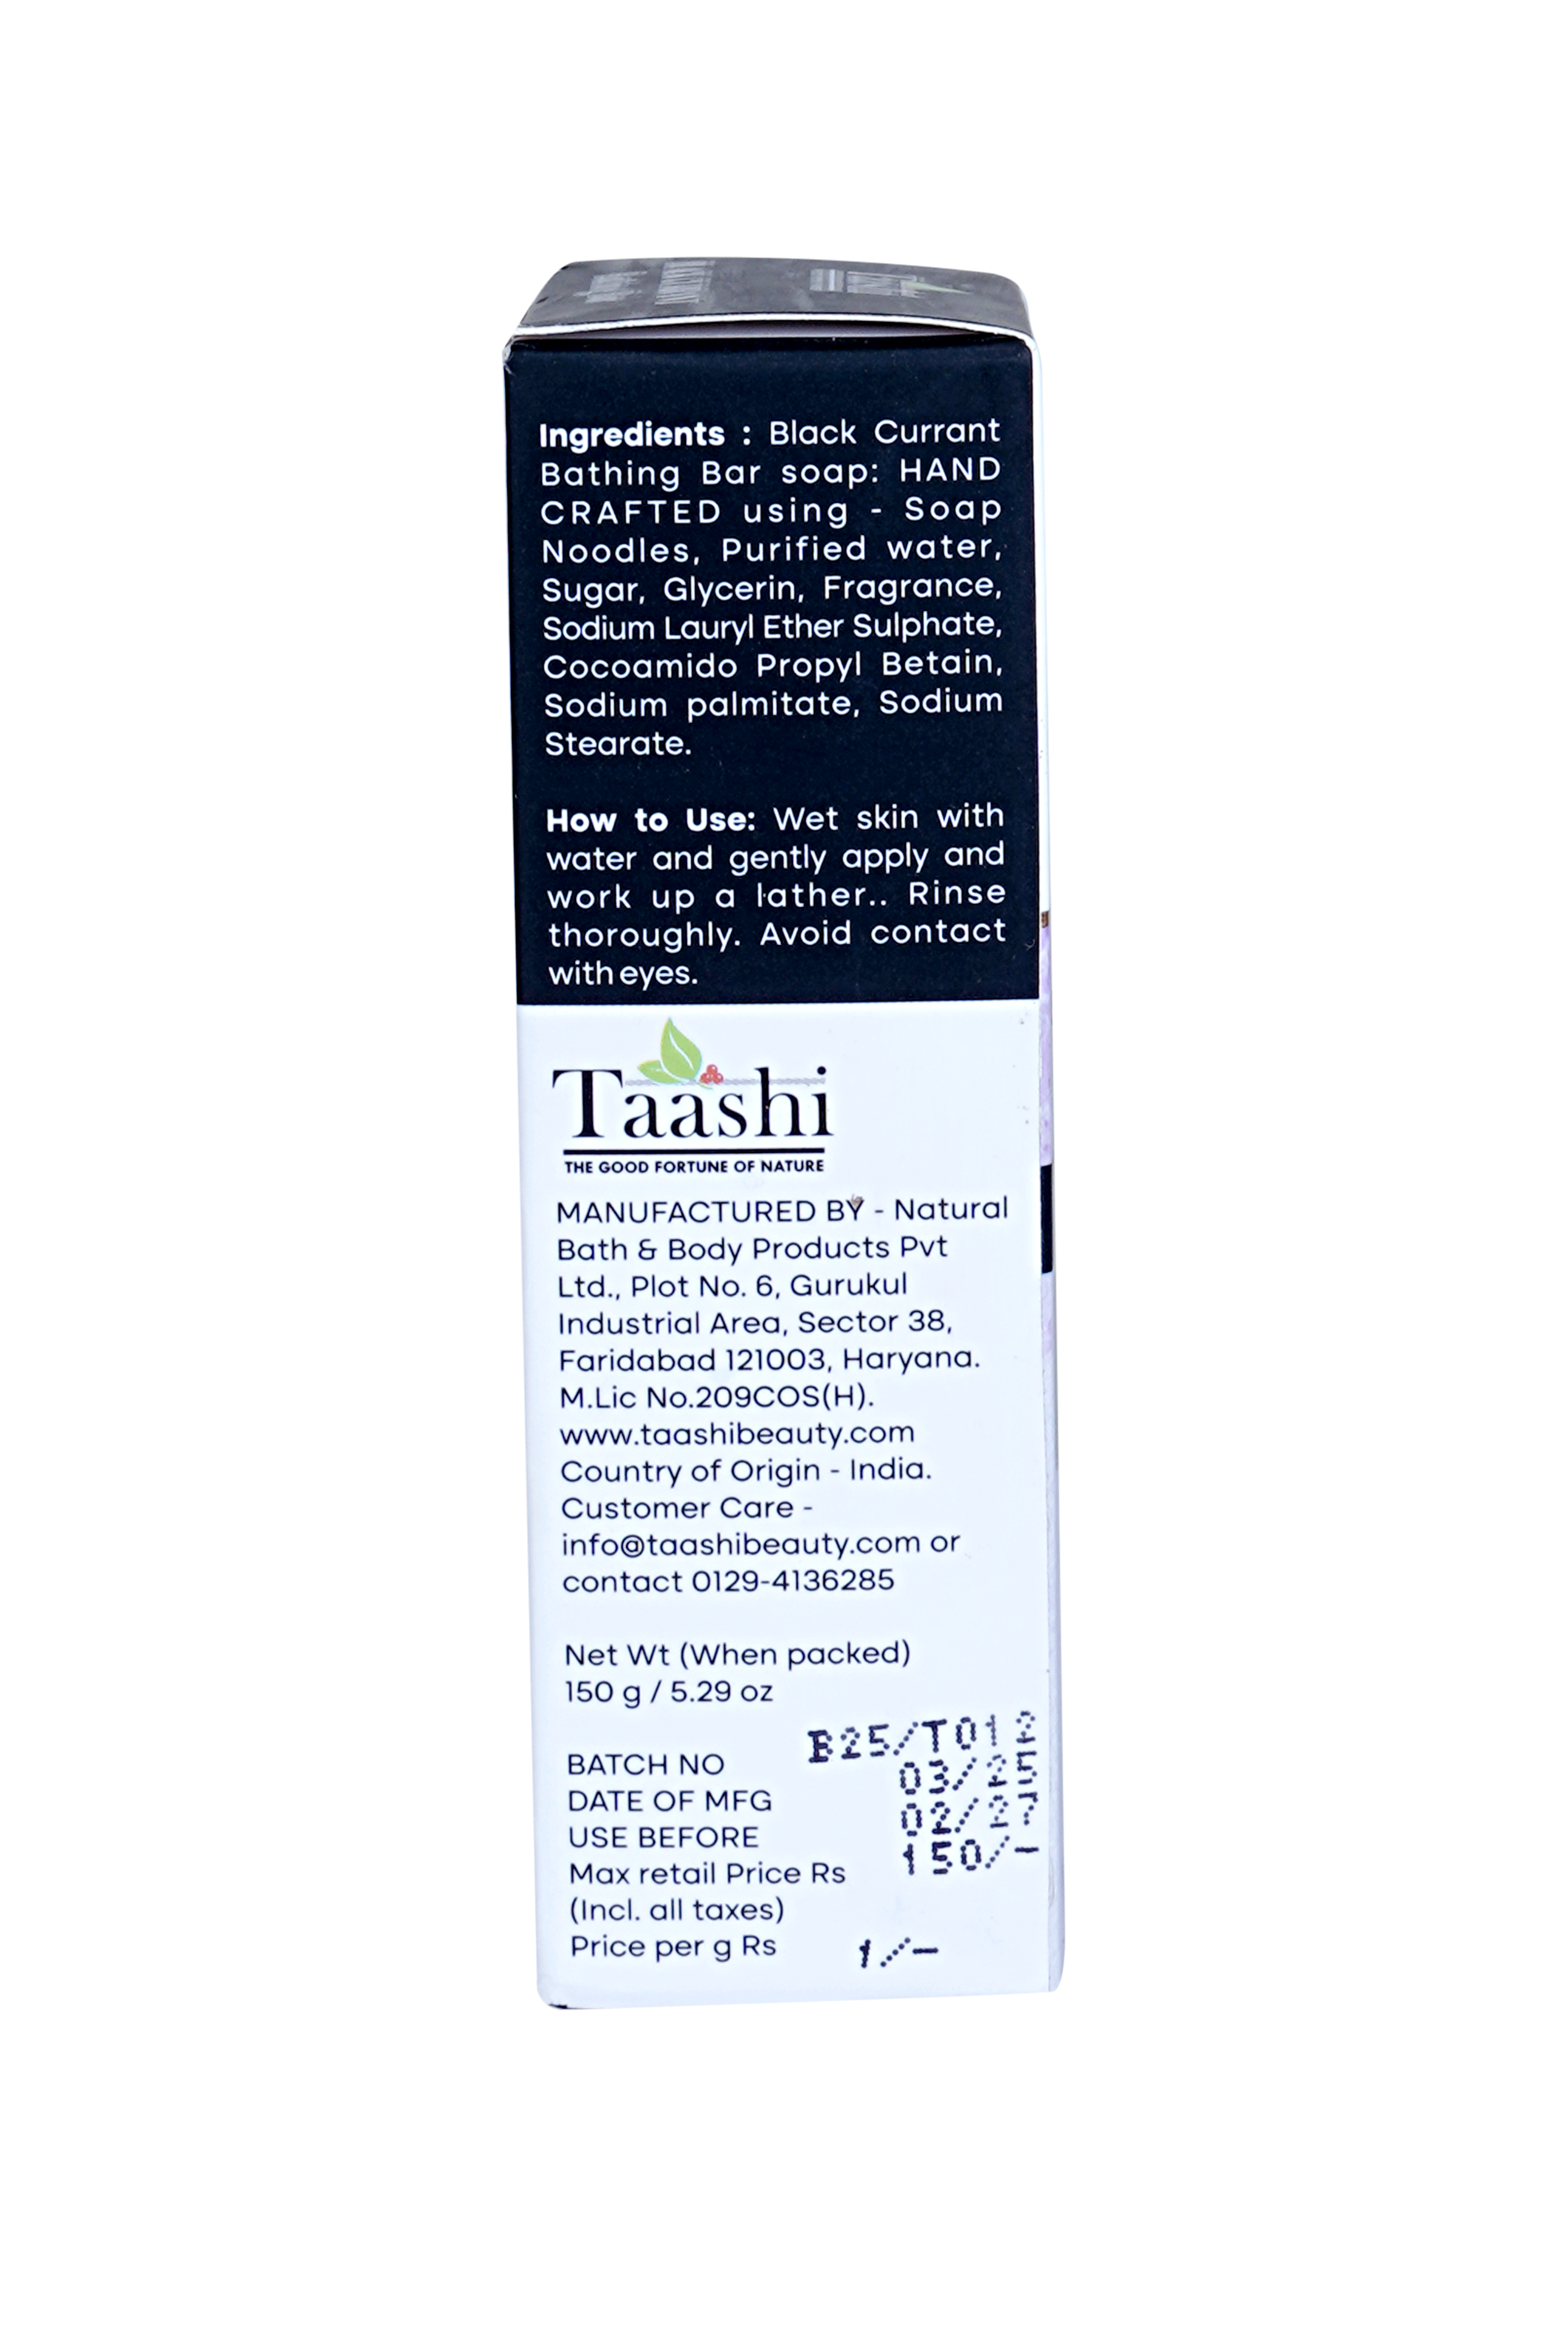 Ingredients : Black Currant
Bathing Bar soap: HAND
CRAFTED using - Soap
Noodles, Purified water,
Sugar, Glycerin, Fragrance,
Sodium Lauryl Ether Sulphate,
Cocoamido Propyl Betain,
Sodium palmitate, Sodium
Stearate.
How to Use: Wet skin with
water and gently apply and
work up a lather.. Rinse
thoroughly. Avoid contact
with eyes.
Taashi
THE GOOD FORTUNE OF NATURE
MANUFACTURED BY - Natural
Bath & Body Products Pvt
Ltd., Plot No. 6, Gurukul
Industrial Area, Sector 38,
Faridabad 121003, Haryana.
M.Lic No.209COS(H).
www.taashibeauty.com
Country of Origin - India.
Customer Care -
info@taashibeauty.com or
contact 0129-4136285
Net Wt (When packed)
150 g / 5.29 oz
BATCH NO B25/T012
DATE OF MFG 03/25
USE BEFORE 02/27
Max retail Price Rs 150/-
(Incl. all taxes)
Price per g Rs 1/-